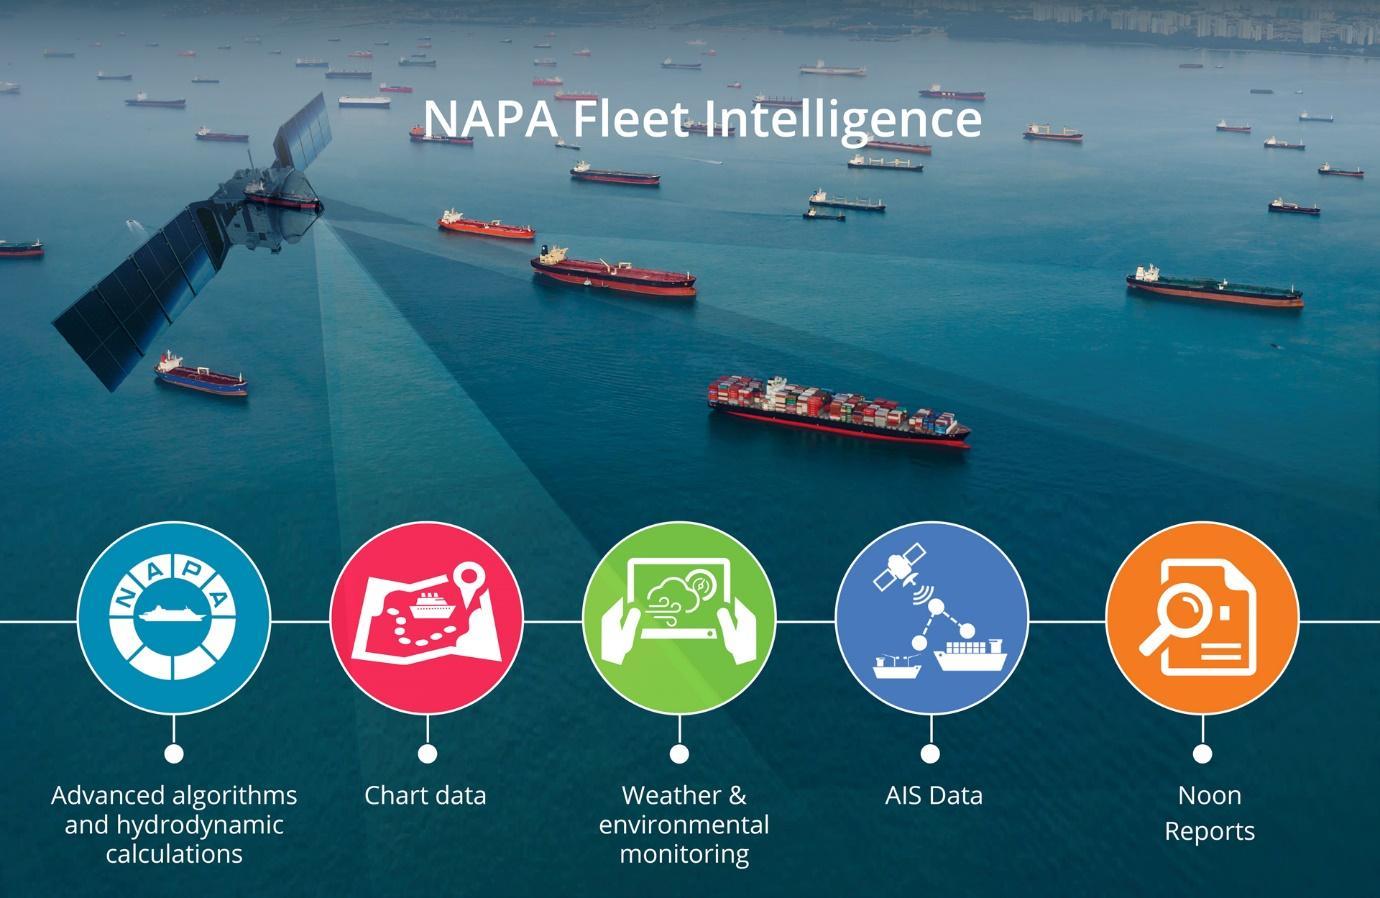 NAPA Fleet Intelligence
NAPA
Advanced algorithms
and hydrodynamic
calculations
Chart data
Weather &
environmental
monitoring
AIS Data
Noon
Reports